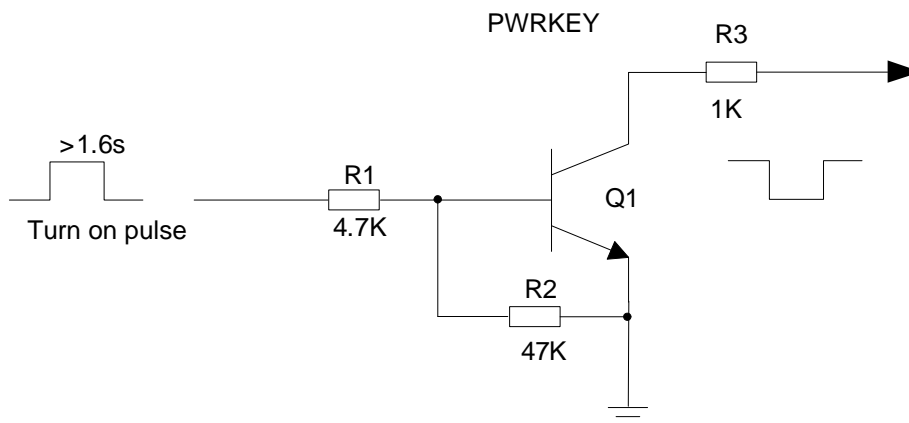 PWRKEY
R3
1K
>1.6s
R1
4.7K
Q1
Turn on pulse
R2
47K